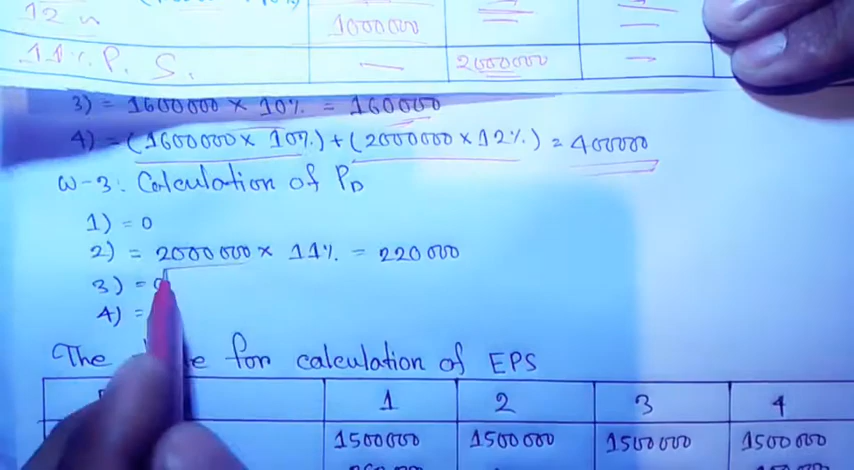 12
1000000
11% P. S. — 2000000 —
3) = 1600000 × 10% = 160000
4) = (1600000 × 10%) + (2000000 × 12%) = 400000
W-3: Calculation of PD
1) = 0
2) = 2000000 × 11% = 220000
3) = 0
4) =
The for calculation of EPS
1 2 3 4
1500000 1500000 1500000 1500000